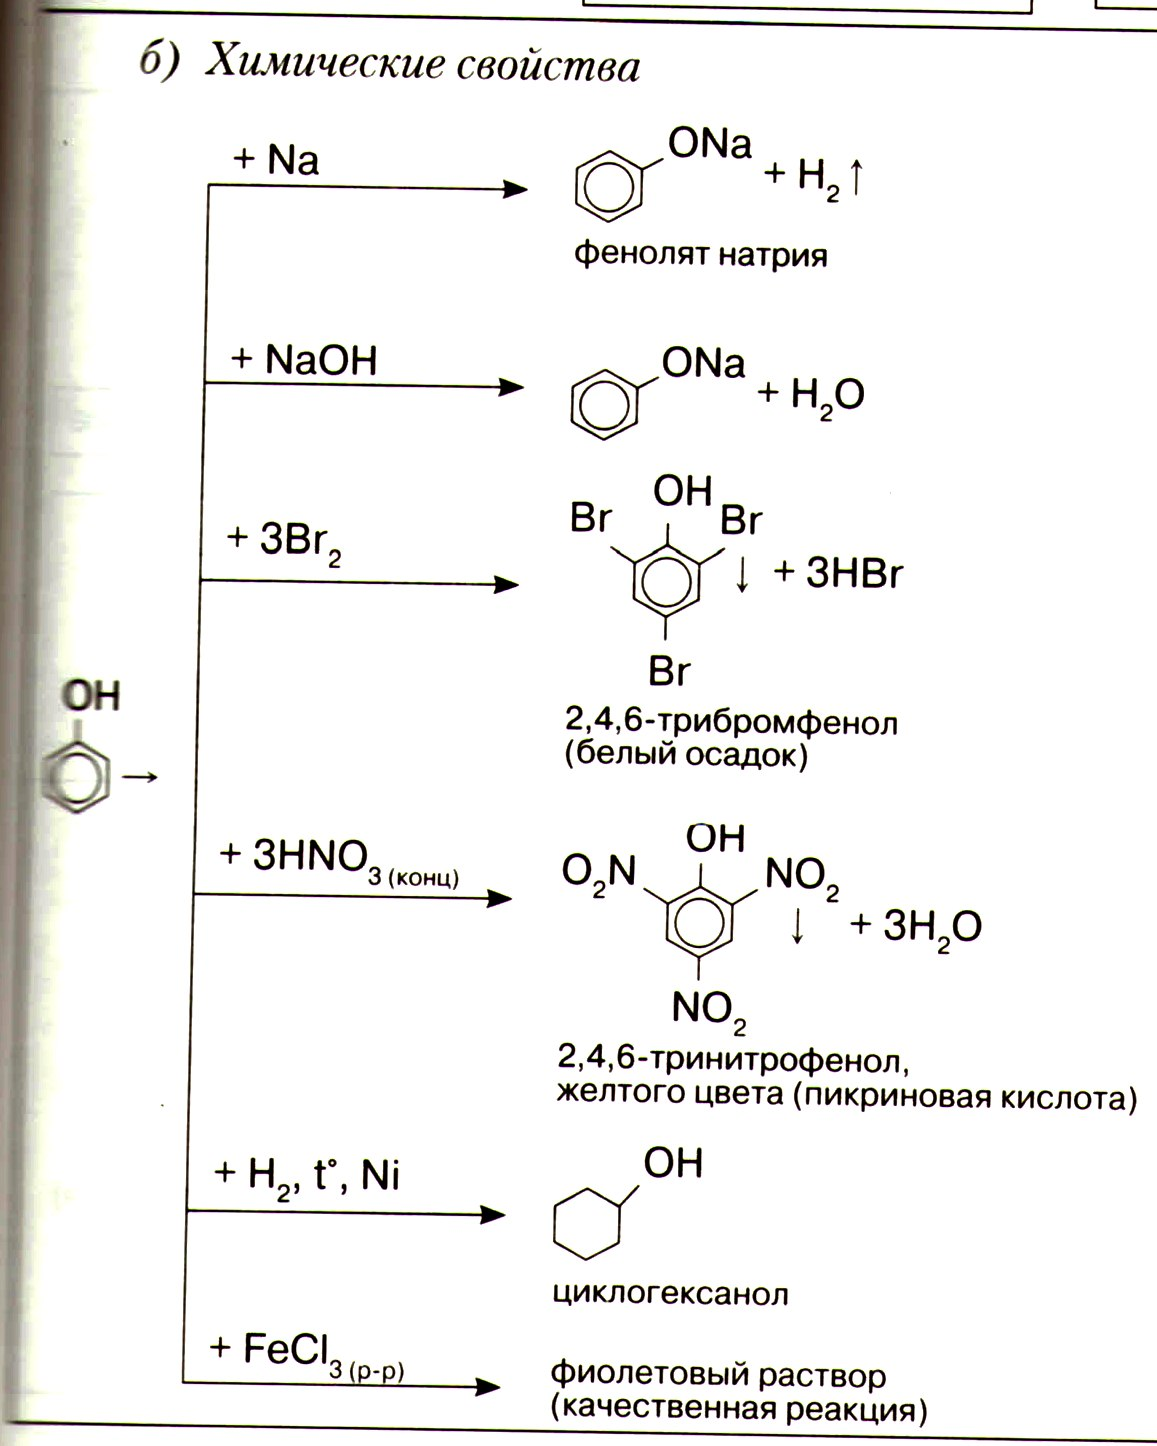 б) Химические свойства
+ Na
ONa
+ H₂↑
фенолят натрия
+ NaOH
ONa
+ H₂O
+ 3Br₂
OH
Br
Br
↓ + 3HBr
Br
2,4,6-трибромфенол
(белый осадок)
OH
→
+ 3HNO₃ (конц)
OH
O₂N
NO₂
↓ + 3H₂O
NO₂
2,4,6-тринитрофенол,
желтого цвета (пикриновая кислота)
+ H₂, t°, Ni
OH
циклогексанол
+ FeCl₃ (р-р)
фиолетовый раствор
(качественная реакция)